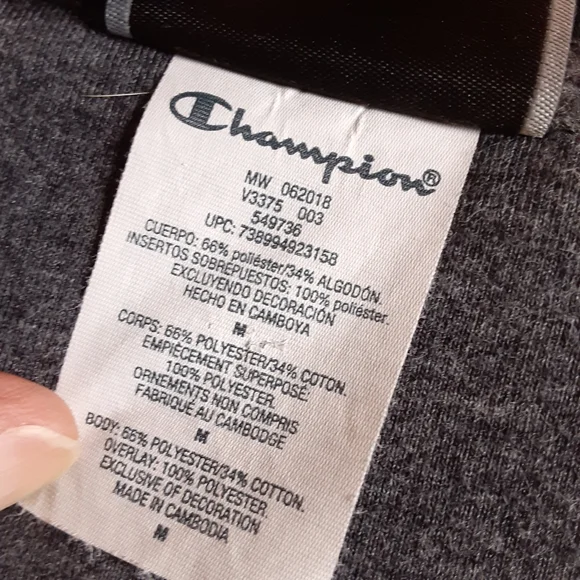 Champion®
MW 062018
V3375 003
549736
UPC: 738994923158
CUERPO: 66% poliéster/34% ALGODÓN.
INSERTOS SOBREPUESTOS: 100% poliéster.
EXCLUYENDO DECORACIÓN
HECHO EN CAMBOYA
M
CORPS: 66% POLYESTER/34% COTON.
EMPIECEMENT SUPERPOSÉ:
100% POLYESTER.
ORNEMENTS NON COMPRIS
FABRIQUÉ AU CAMBODGE
M
BODY: 66% POLYESTER/34% COTTON.
OVERLAY: 100% POLYESTER.
EXCLUSIVE OF DECORATION
MADE IN CAMBODIA
M